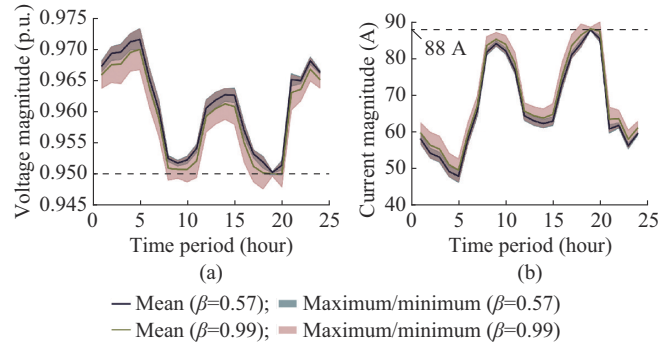 0.975
0.970
0.965
0.960
0.955
0.950
0.945
Voltage magnitude (p.u.)
0 5 10 15 20 25
Time period (hour)
(a)
90
80
70
60
50
40
Current magnitude (A)
88 A
0 5 10 15 20 25
Time period (hour)
(b)
Mean (β=0.57); Maximum/minimum (β=0.57)
Mean (β=0.99); Maximum/minimum (β=0.99)